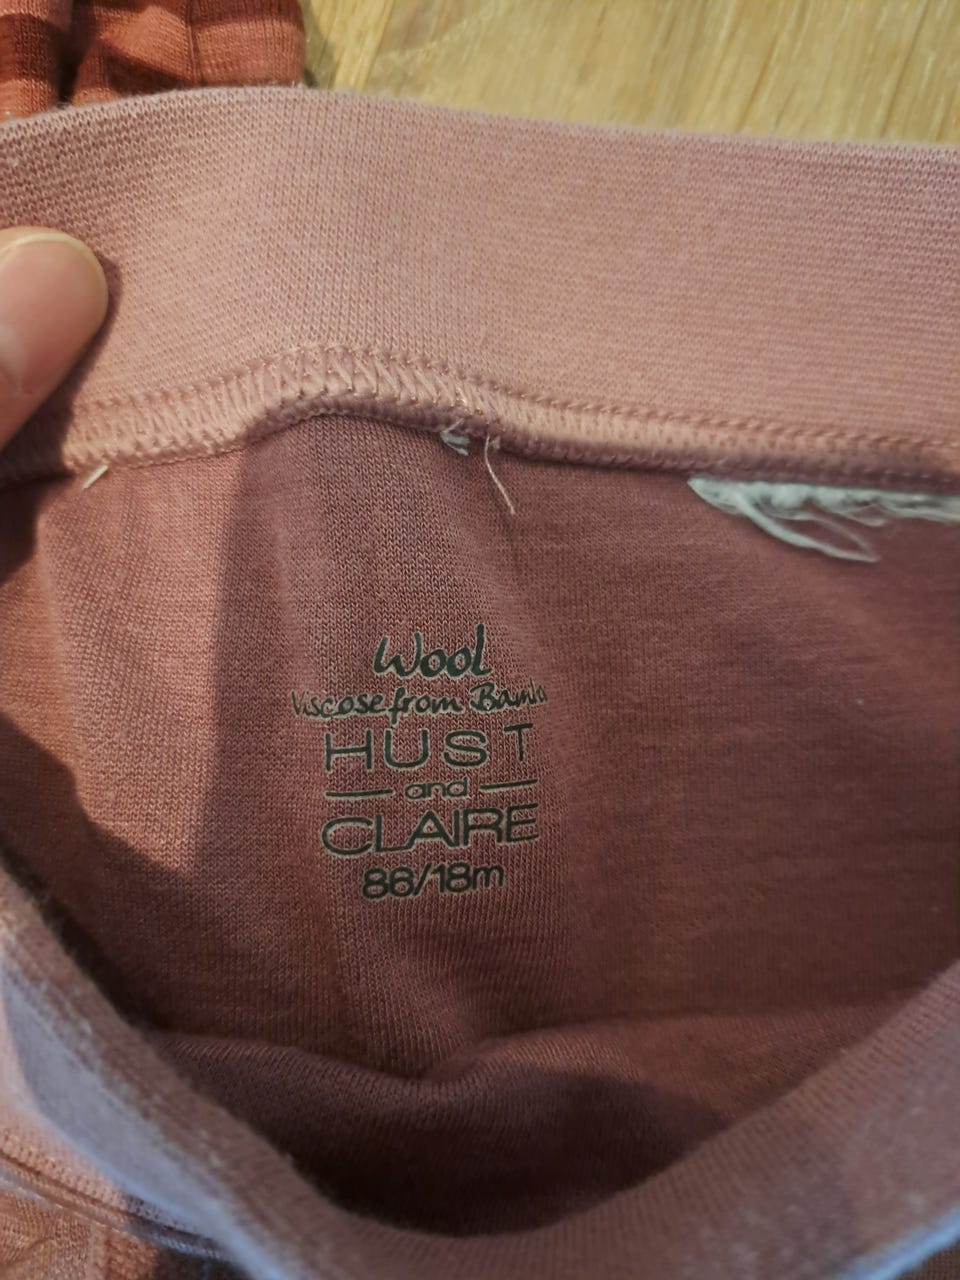 Wool
Viscose from
HUST
and
CLAIRE
86/18m